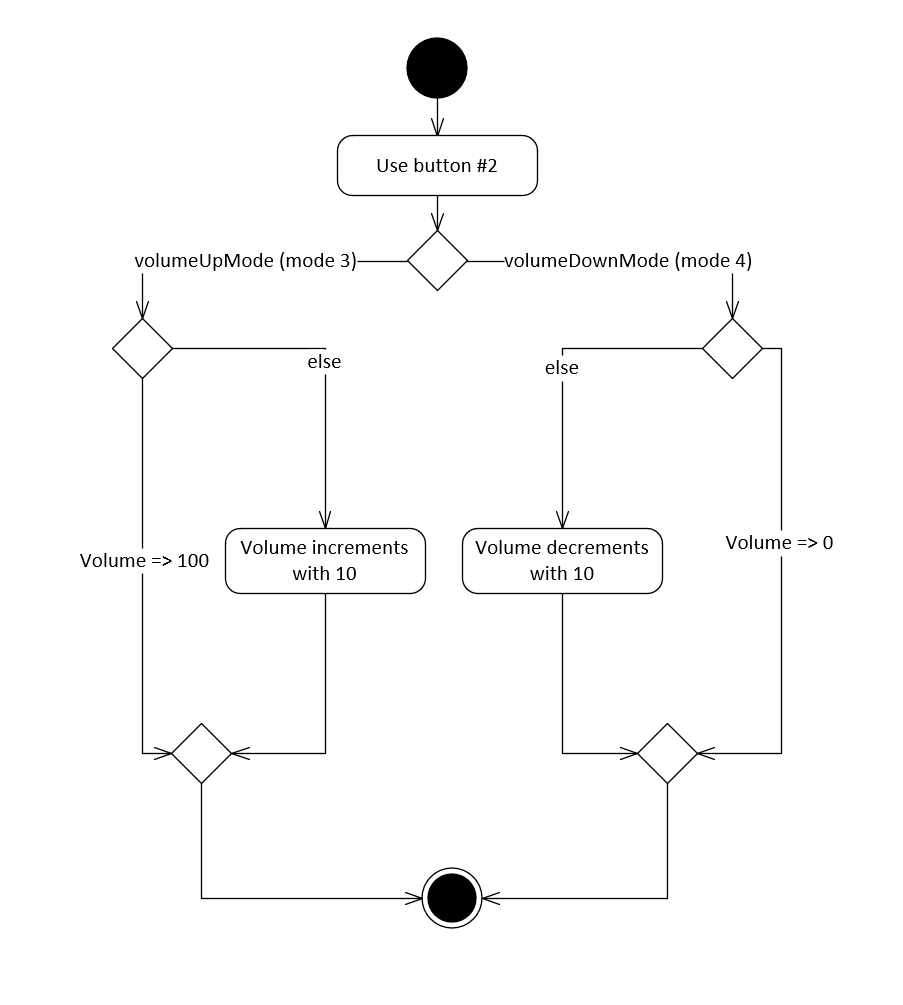 Use button #2
volumeUpMode (mode 3)
volumeDownMode (mode 4)
else
else
Volume => 100
Volume increments
with 10
Volume decrements
with 10
Volume => 0